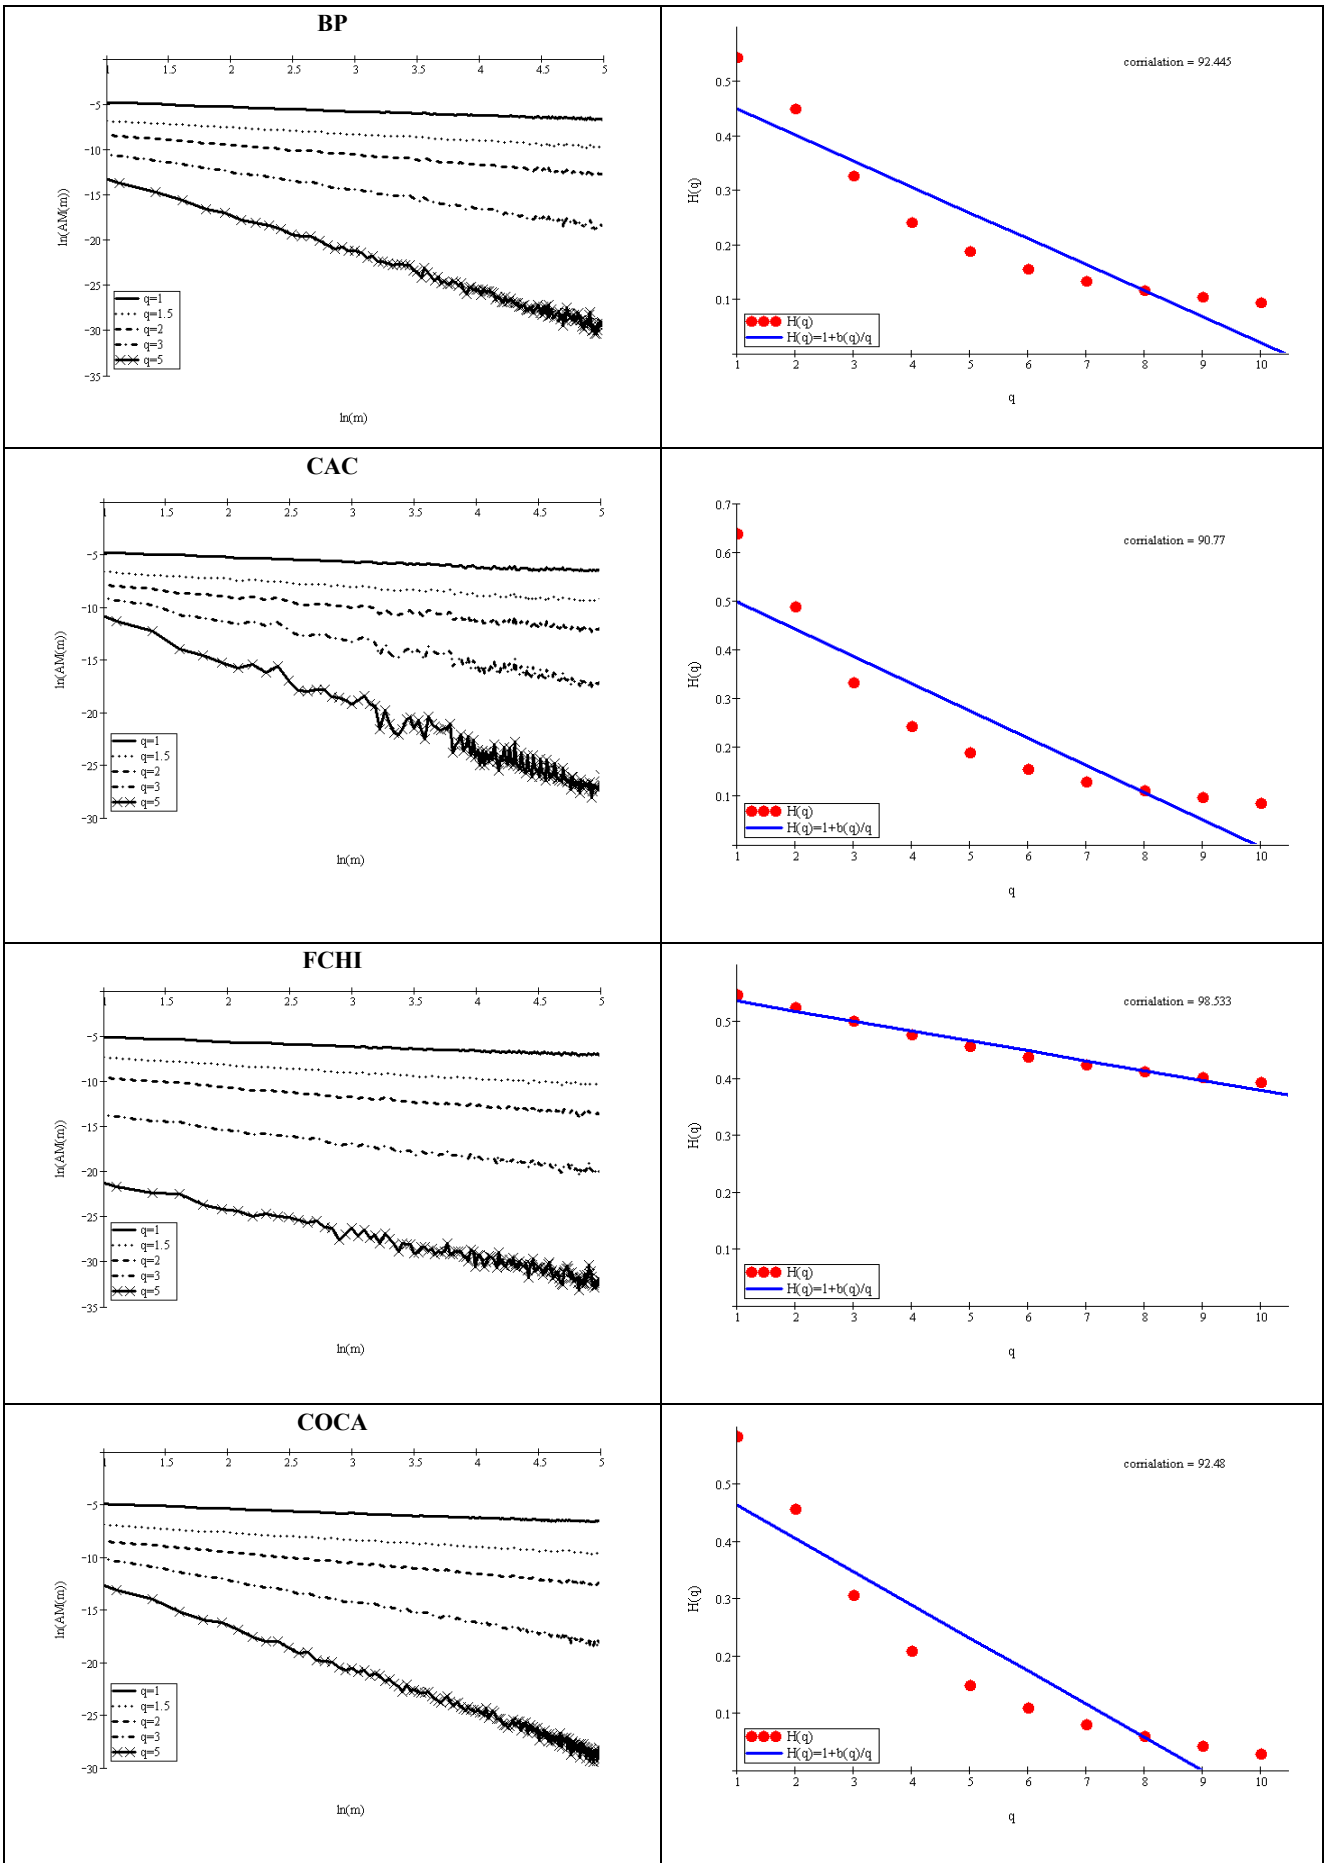 BP
1 1.5 2 2.5 3 3.5 4 4.5 5
-5
-10
-15
-20
-25
-30
-35
ln(AM(m))
q=1
q=1.5
q=2
q=3
q=5
ln(m)
corrialation = 92.445
0.5
0.4
0.3
0.2
0.1
H(q)
H(q)
H(q)=1+b(q)/q
1 2 3 4 5 6 7 8 9 10
q
CAC
1 1.5 2 2.5 3 3.5 4 4.5 5
-5
-10
-15
-20
-25
-30
ln(AM(m))
q=1
q=1.5
q=2
q=3
q=5
ln(m)
corrialation = 90.77
0.7
0.6
0.5
0.4
0.3
0.2
0.1
H(q)
H(q)
H(q)=1+b(q)/q
1 2 3 4 5 6 7 8 9 10
q
FCHI
1 1.5 2 2.5 3 3.5 4 4.5 5
-5
-10
-15
-20
-25
-30
-35
ln(AM(m))
q=1
q=1.5
q=2
q=3
q=5
ln(m)
corrialation = 98.533
0.5
0.4
0.3
0.2
0.1
H(q)
H(q)
H(q)=1+b(q)/q
1 2 3 4 5 6 7 8 9 10
q
COCA
1 1.5 2 2.5 3 3.5 4 4.5 5
-5
-10
-15
-20
-25
-30
ln(AM(m))
q=1
q=1.5
q=2
q=3
q=5
ln(m)
corrialation = 92.48
0.5
0.4
0.3
0.2
0.1
H(q)
H(q)
H(q)=1+b(q)/q
1 2 3 4 5 6 7 8 9 10
q